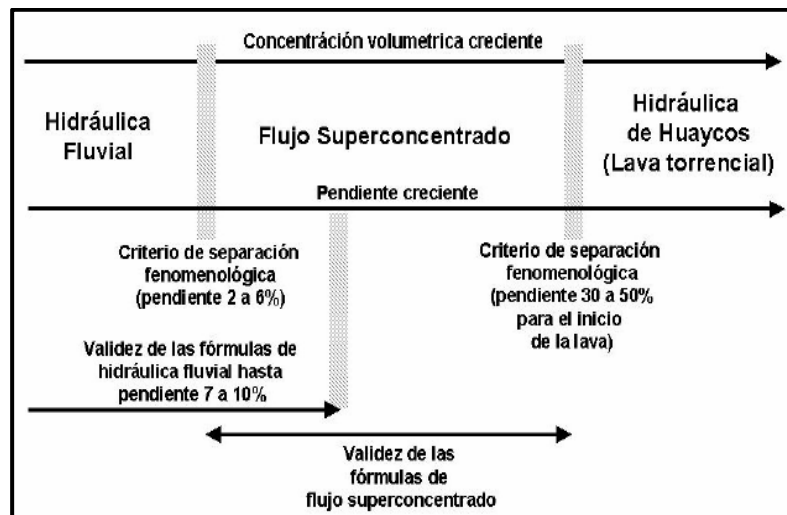 Concentráción volumetrica creciente
Hidráulica
Fluvial
Flujo Superconcentrado
Hidráulica
de Huaycos
(Lava torrencial)
Pendiente creciente
Criterio de separación
fenomenológica
(pendiente 2 a 6%)
Criterio de separación
fenomenológica
(pendiente 30 a 50%
para el inicio
de la lava)
Validez de las fórmulas de
hidráulica fluvial hasta
pendiente 7 a 10%
Validez de las
fórmulas de
flujo superconcentrado